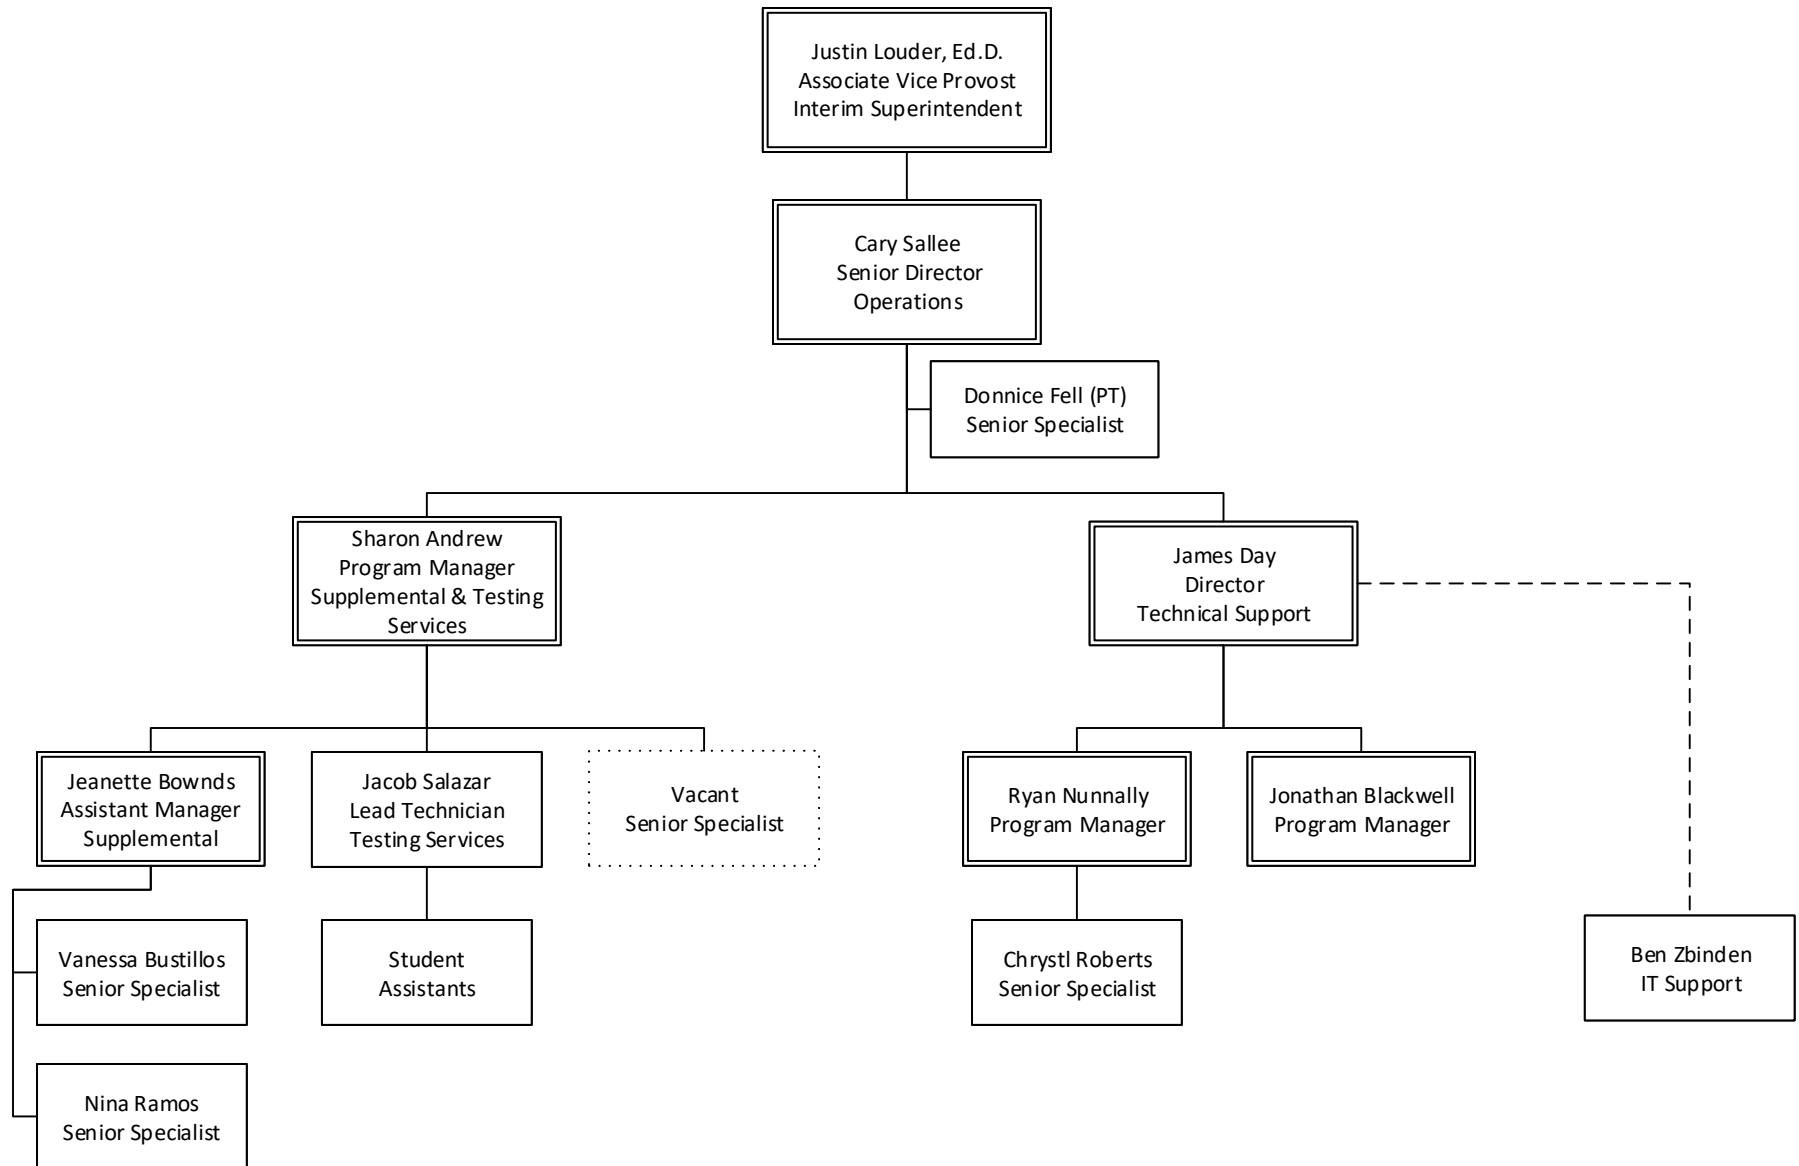 Justin Louder, Ed.D.
Associate Vice Provost
Interim Superintendent
Cary Sallee
Senior Director
Operations
Donnice Fell (PT)
Senior Specialist
Sharon Andrew
Program Manager
Supplemental & Testing
Services
James Day
Director
Technical Support
Jeanette Bownds
Assistant Manager
Supplemental
Jacob Salazar
Lead Technician
Testing Services
Vacant
Senior Specialist
Ryan Nunnally
Program Manager
Jonathan Blackwell
Program Manager
Vanessa Bustillos
Senior Specialist
Student
Assistants
Chrystl Roberts
Senior Specialist
Ben Zbinden
IT Support
Nina Ramos
Senior Specialist